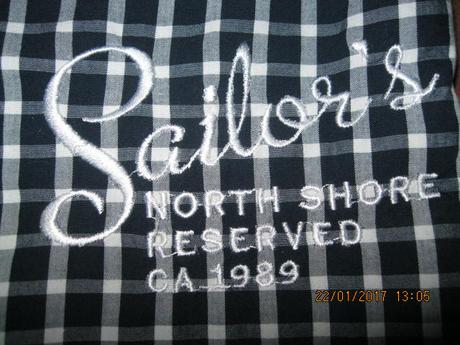 Sailor's
NORTH SHORE
RESERVED
CA 1989
22/01/2017 13:05